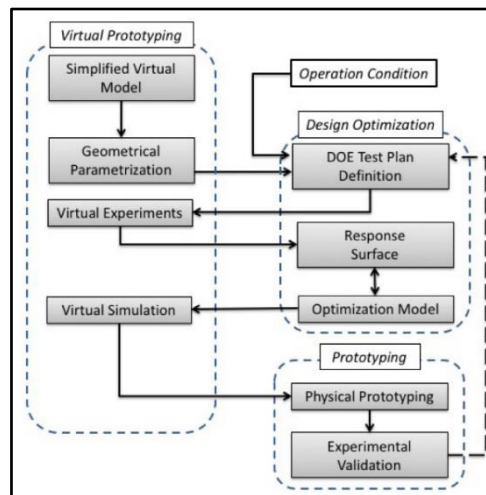 Virtual Prototyping
Simplified Virtual
Model
Operation Condition
Design Optimization
Geometrical
Parametrization
DOE Test Plan
Definition
Virtual Experiments
Response
Surface
Virtual Simulation
Optimization Model
Prototyping
Physical Prototyping
Experimental
Validation